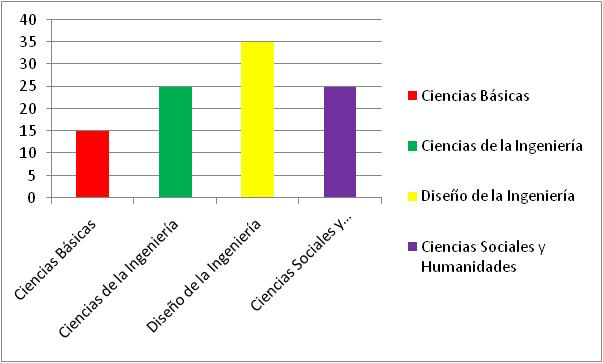 40
35
30
25
20
15
10
5
0
Ciencias Básicas
Ciencias de la Ingeniería
Diseño de la Ingeniería
Ciencias Sociales y...
Ciencias Básicas
Ciencias de la Ingeniería
Diseño de la Ingeniería
Ciencias Sociales y
Humanidades